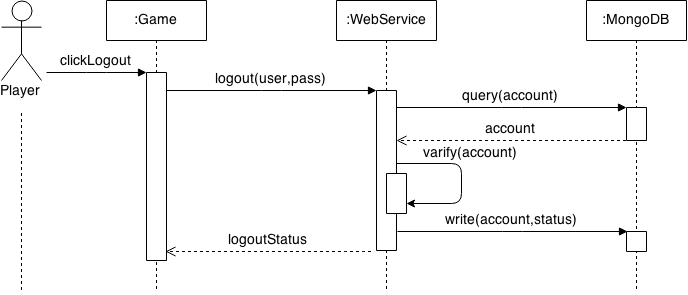 :Game
:WebService
:MongoDB
clickLogout
Player
logout(user,pass)
query(account)
account
varify(account)
write(account,status)
logoutStatus